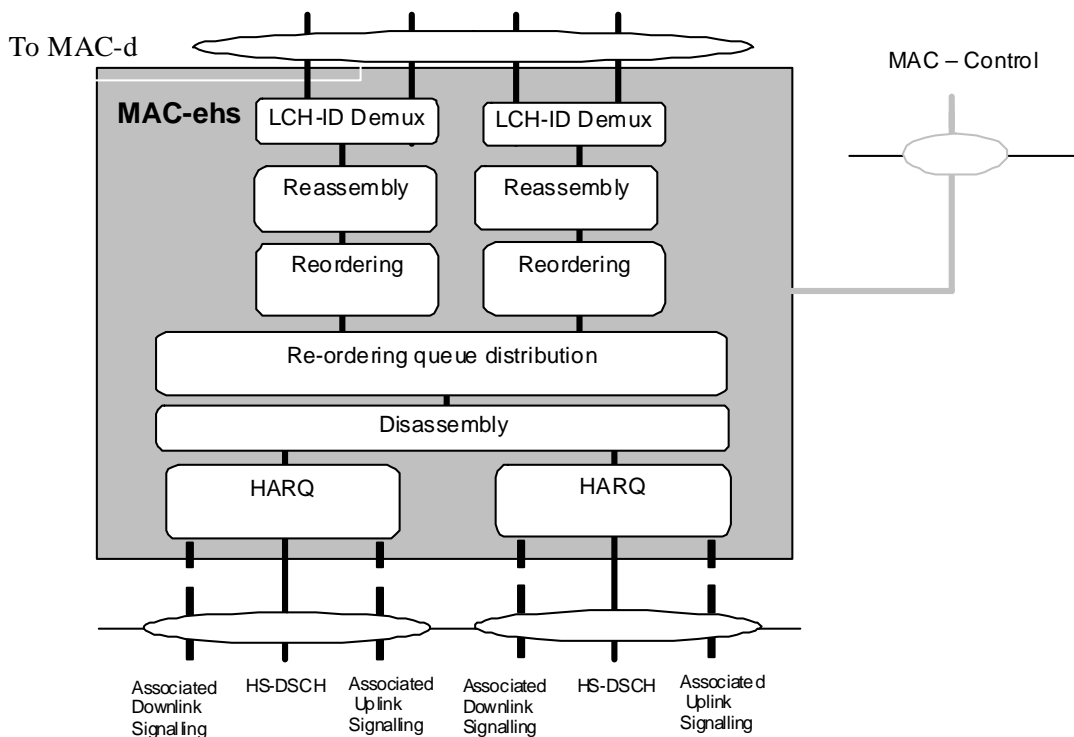 To MAC-d
MAC – Control
MAC-ehs
LCH-ID Demux
LCH-ID Demux
Reassembly
Reassembly
Reordering
Reordering
Re-ordering queue distribution
Disassembly
HARQ
HARQ
Associated
Downlink
Signalling
HS-DSCH
Associated
Uplink
Signalling
Associated
Downlink
Signalling
HS-DSCH
Associated
Uplink
Signalling